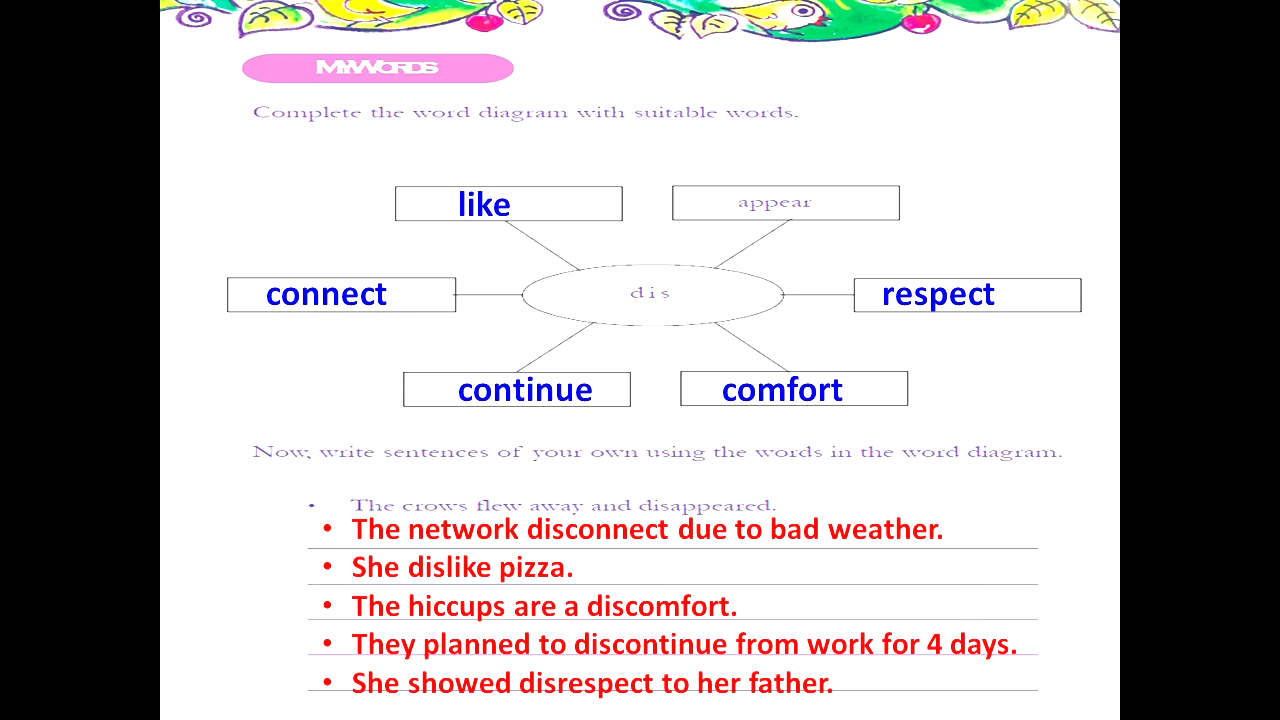 MY WORDS
Complete the word diagram with suitable words.
like
appear
connect
dis
respect
continue
comfort
Now, write sentences of your own using the words in the word diagram.
• The crows flew away and disappeared.
• The network disconnect due to bad weather.
• She dislike pizza.
• The hiccups are a discomfort.
• They planned to discontinue from work for 4 days.
• She showed disrespect to her father.